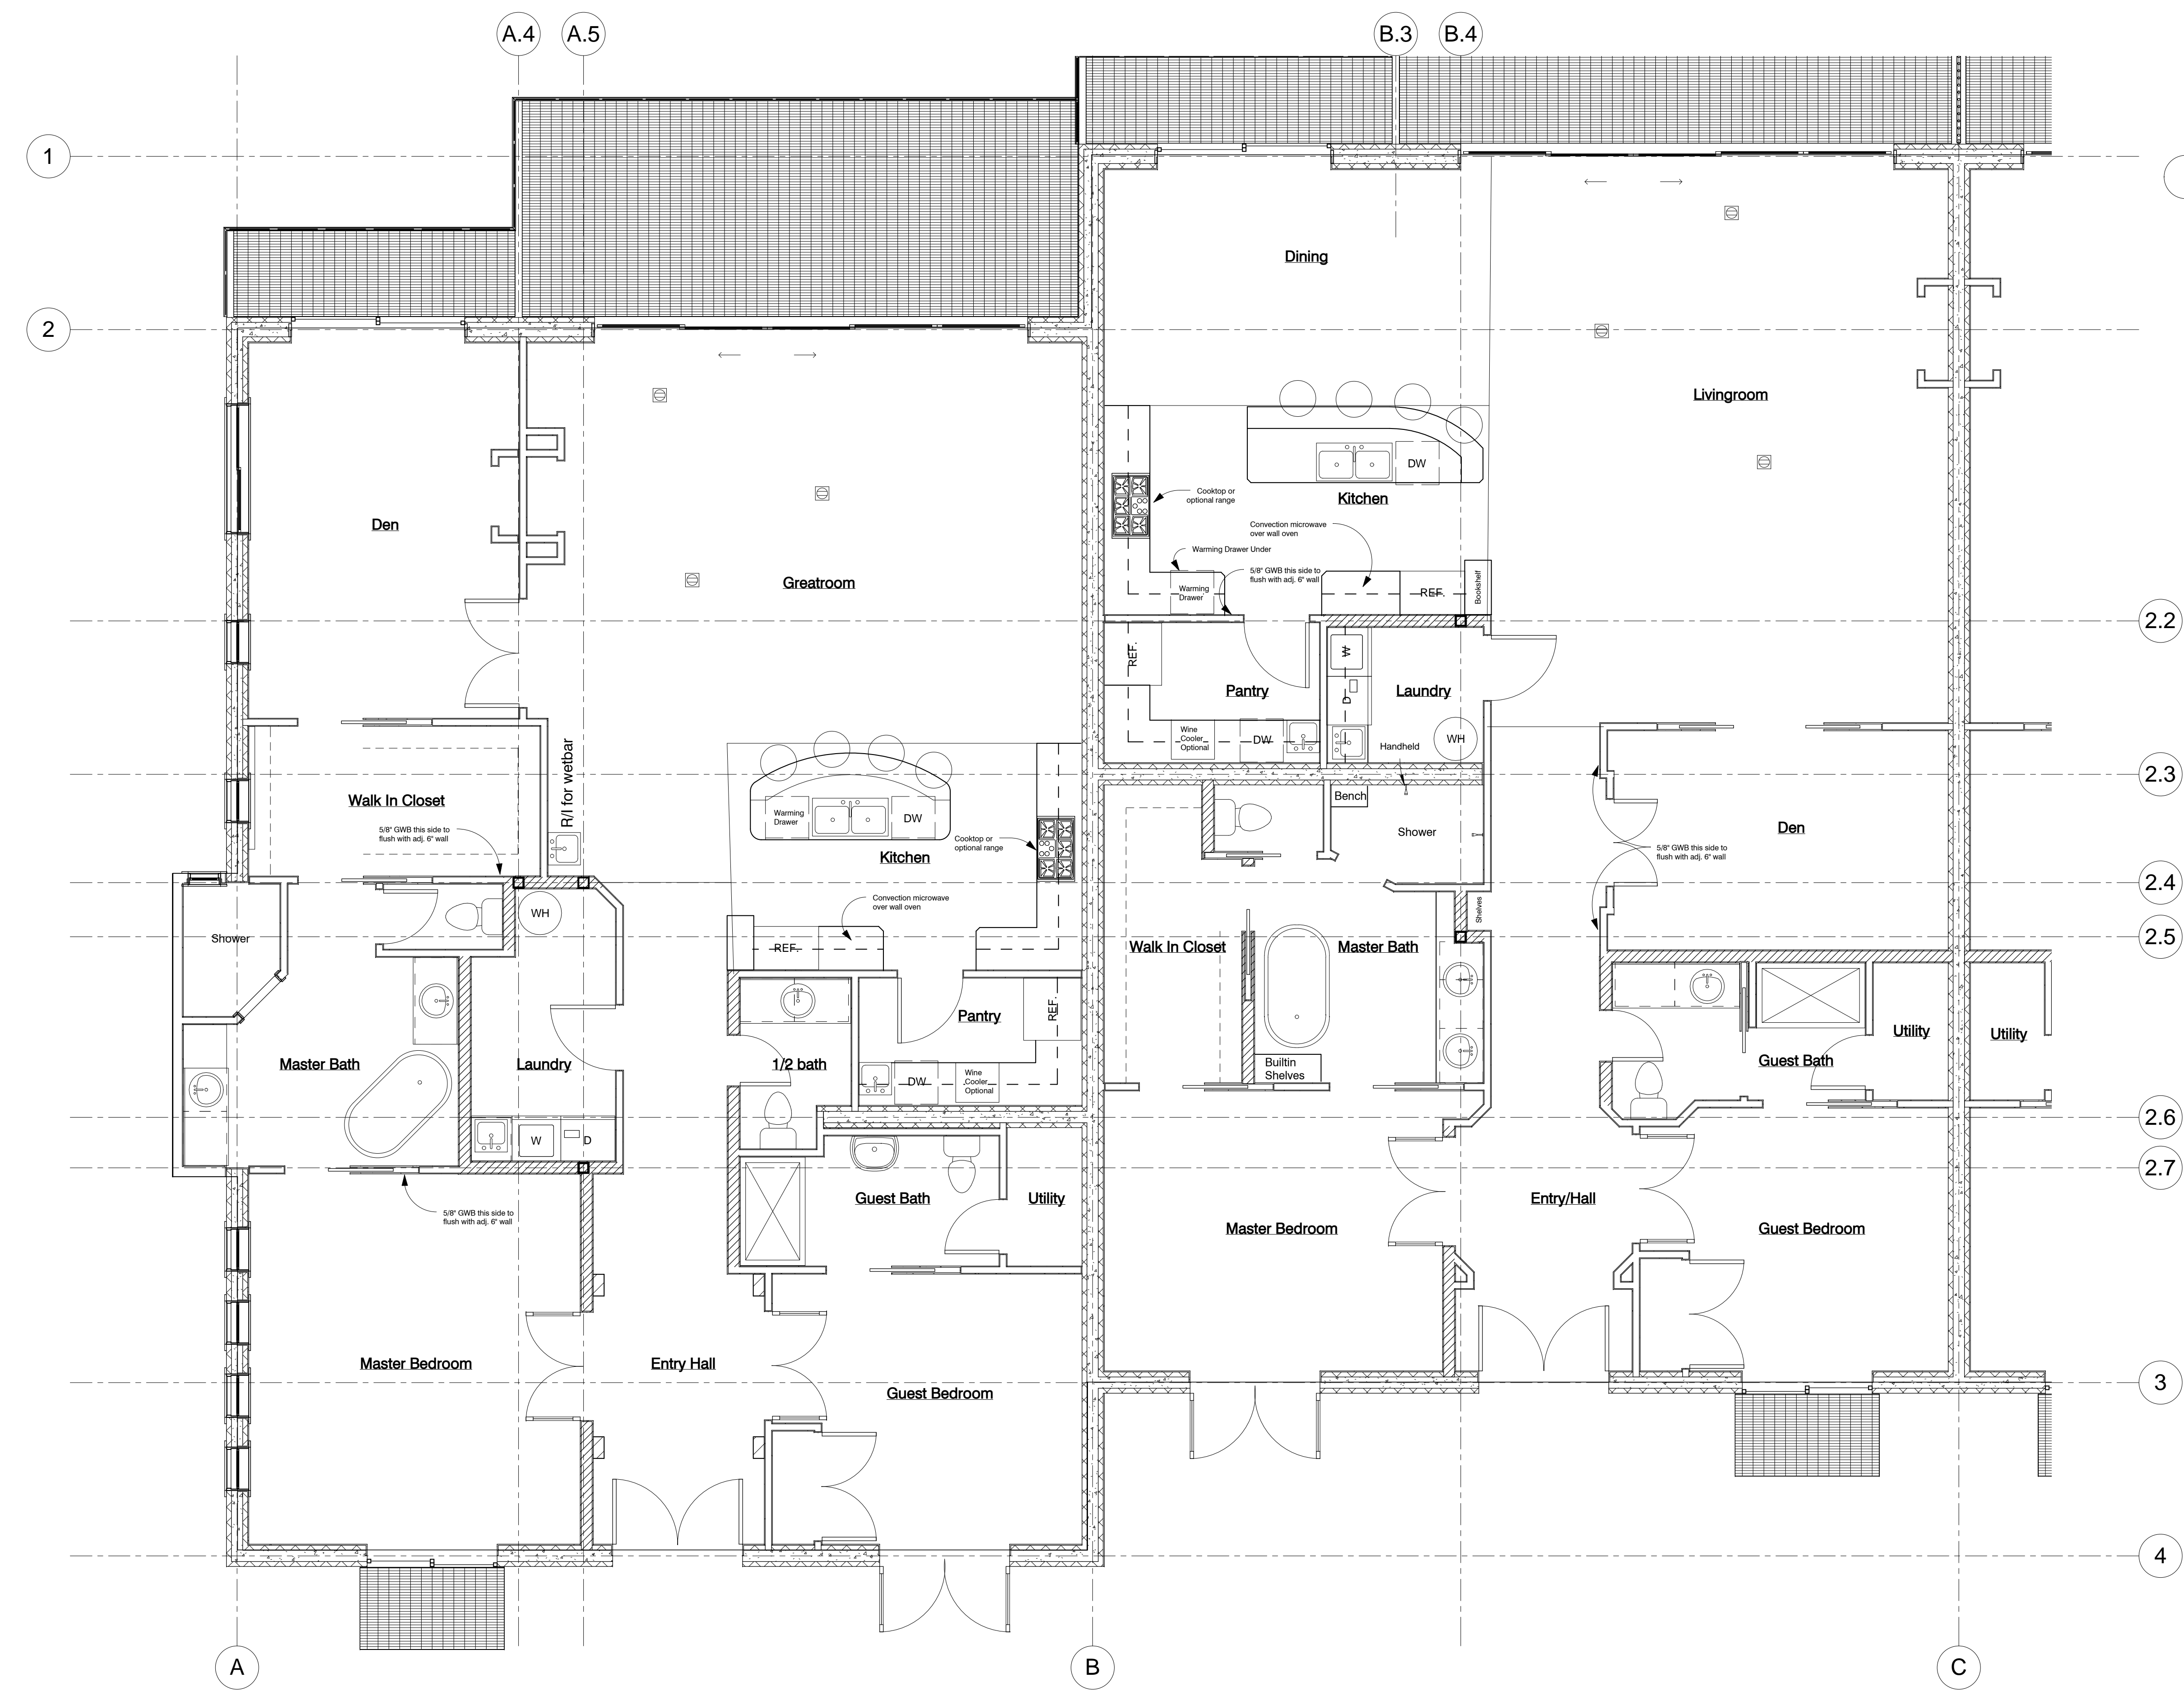 A.4
A.5
B.3
B.4
1
2
Dining
Livingroom
DW
Kitchen
Cooktop or
optional range
Convection microwave
over wall oven
Warming Drawer Under
5/8" GWB this side to
flush with adj. 6" wall
Warming
Drawer
REF.
Bookshelf
Den
Greatroom
2.2
REF.
W
D
Pantry
Laundry
Wine
Cooler
Optional
DW
WH
Handheld
2.3
R/I for wetbar
Walk In Closet
5/8" GWB this side to
flush with adj. 6" wall
Warming
Drawer
DW
Cooktop or
optional range
Kitchen
Bench
Shower
Den
5/8" GWB this side to
flush with adj. 6" wall
2.4
Convection microwave
over wall oven
WH
Shelves
Shower
REF.
Walk In Closet
Master Bath
2.5
Pantry
REF.
Utility
Utility
Master Bath
Laundry
1/2 bath
Guest Bath
DW
Wine
Cooler
Optional
Builtin
Shelves
2.6
W
D
2.7
Guest Bath
Utility
Entry/Hall
5/8" GWB this side to
flush with adj. 6" wall
Master Bedroom
Guest Bedroom
Master Bedroom
Entry Hall
Guest Bedroom
3
4
A
B
C